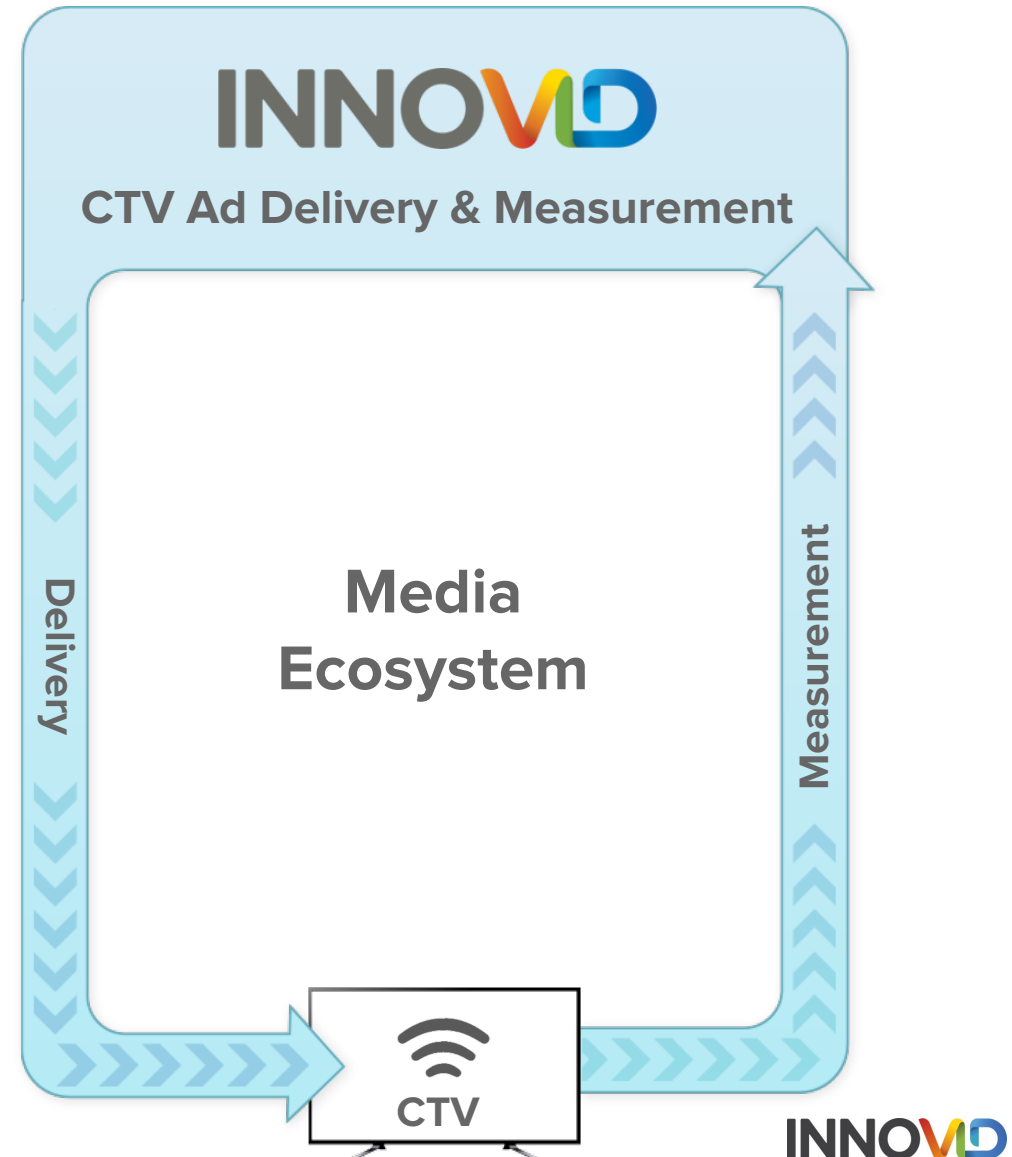 INNOVID
CTV Ad Delivery & Measurement
Delivery
Media
Ecosystem
Measurement
CTV
INNOVID